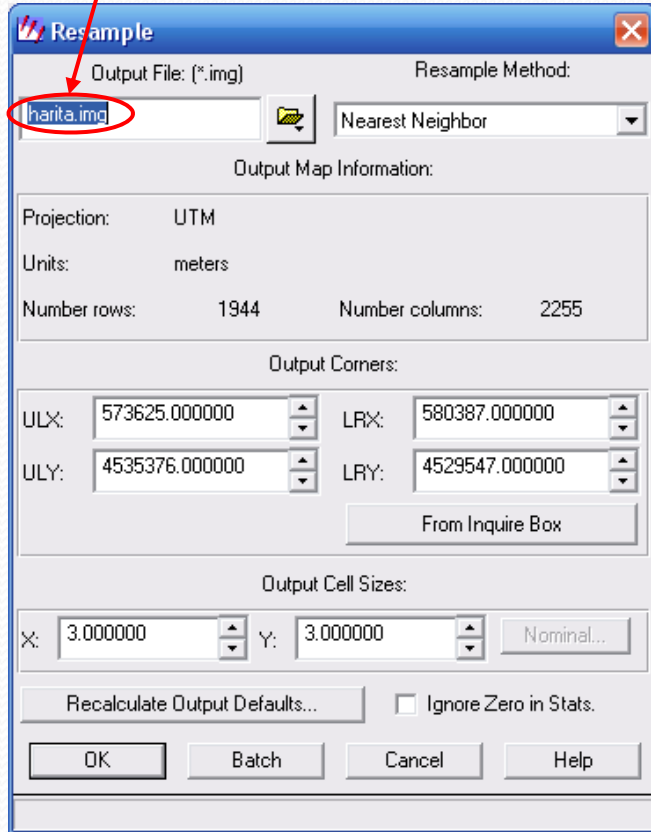 Resample
Output File: (*.img) Resample Method:
harita.img Nearest Neighbor
Output Map Information:
Projection: UTM
Units: meters
Number rows: 1944 Number columns: 2255
Output Corners:
ULX: 573625.000000 LRX: 580387.000000
ULY: 4535376.000000 LRY: 4529547.000000
From Inquire Box
Output Cell Sizes:
X: 3.000000 Y: 3.000000 Nominal...
Recalculate Output Defaults... Ignore Zero in Stats.
OK Batch Cancel Help